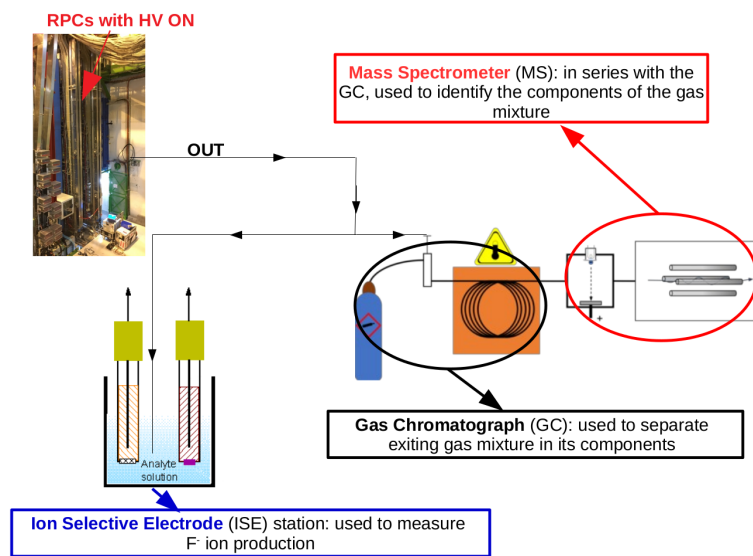 RPCs with HV ON
Mass Spectrometer (MS): in series with the
GC, used to identify the components of the gas
mixture
OUT
+
Gas Chromatograph (GC): used to separate
exiting gas mixture in its components
Analyte
solution
Ion Selective Electrode (ISE) station: used to measure
F⁻ ion production